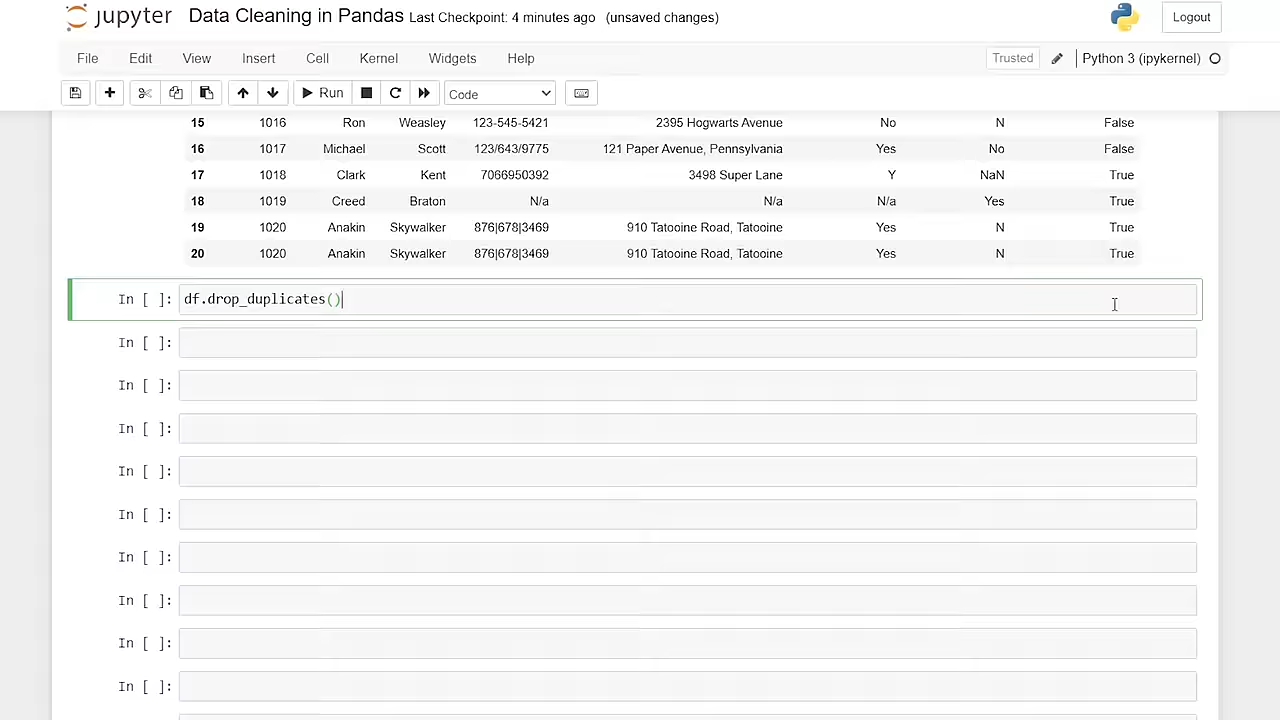 jupyter Data Cleaning in Pandas Last Checkpoint: 4 minutes ago (unsaved changes) Logout
File Edit View Insert Cell Kernel Widgets Help Trusted Python 3 (ipykernel)
Run Code
15 1016 Ron Weasley 123-545-5421 2395 Hogwarts Avenue No N False
16 1017 Michael Scott 123/643/9775 121 Paper Avenue, Pennsylvania Yes No False
17 1018 Clark Kent 7066950392 3498 Super Lane Y NaN True
18 1019 Creed Braton N/a N/a N/a Yes True
19 1020 Anakin Skywalker 876|678|3469 910 Tatooine Road, Tatooine Yes N True
20 1020 Anakin Skywalker 876|678|3469 910 Tatooine Road, Tatooine Yes N True
In [ ]: df.drop_duplicates()
In [ ]:
In [ ]:
In [ ]:
In [ ]:
In [ ]:
In [ ]:
In [ ]:
In [ ]:
In [ ]: